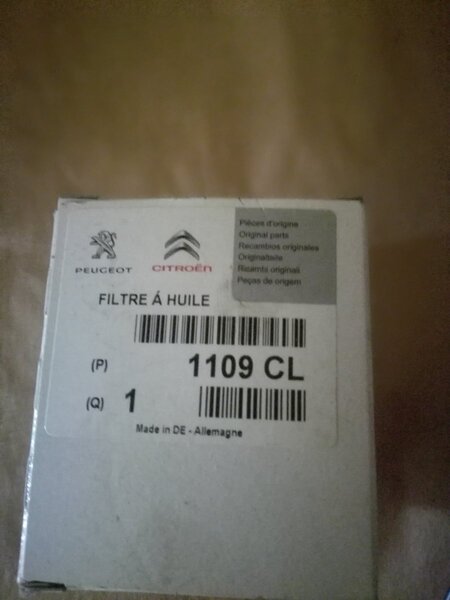 PEUGEOT
CITROËN
Pièces d'origine
Original parts
Recambios originales
Originalteile
Ricambi originali
Peças de origem
FILTRE Á HUILE
(P) 1109 CL
(Q) 1
Made in DE - Allemagne